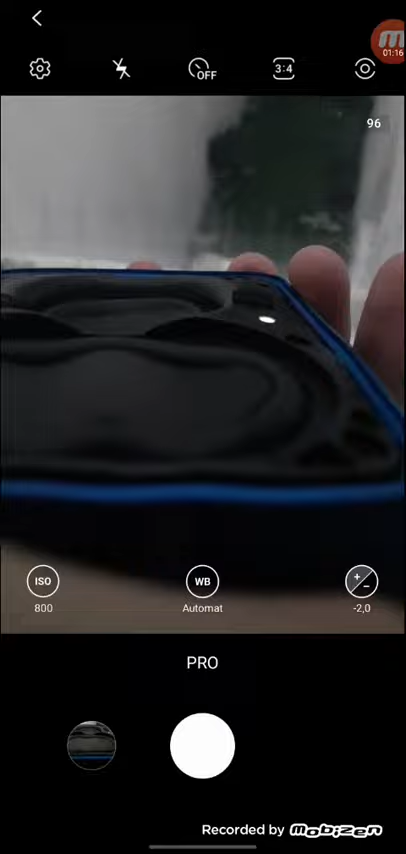 01:16
OFF
3:4
96
ISO
WB
800
Automat
-2,0
PRO
Recorded by Mobizen